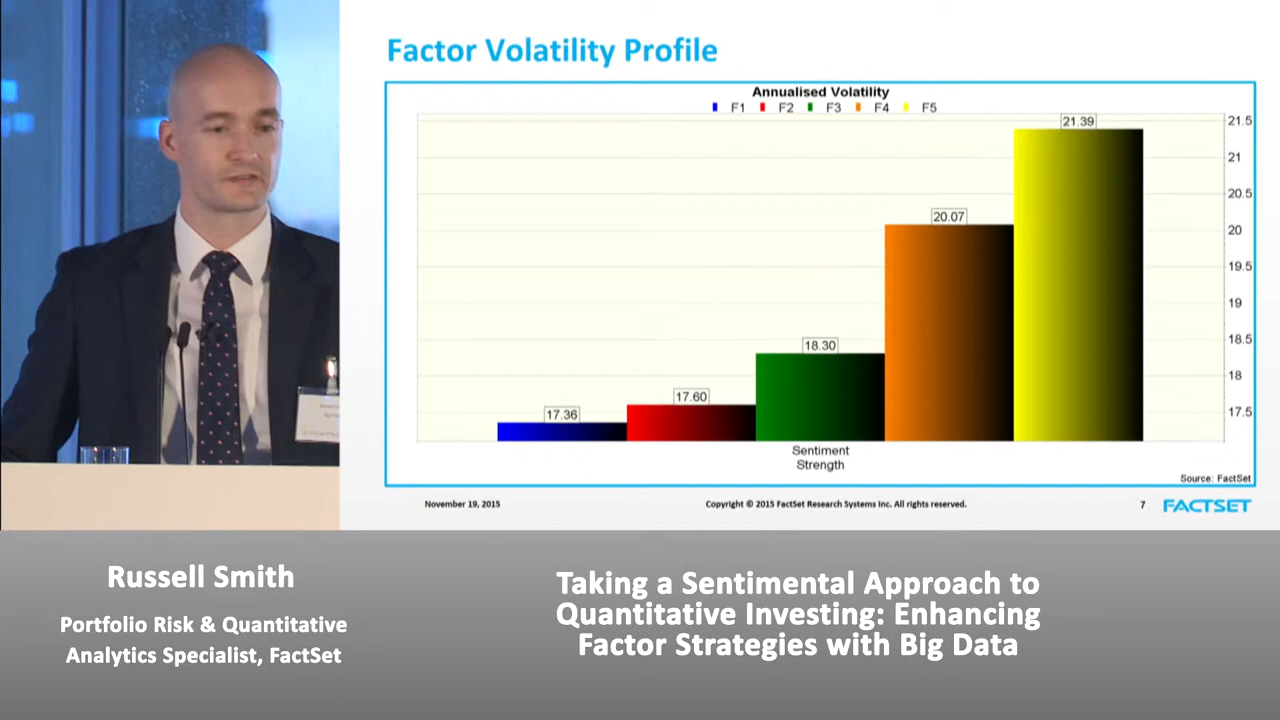 Factor Volatility Profile
Annualised Volatility
F1 F2 F3 F4 F5
21.5
21
20.5
20
19.5
19
18.5
18
17.5
17.36
17.60
18.30
20.07
21.39
Sentiment
Strength
Source: FactSet
November 19, 2015
Copyright © 2015 FactSet Research Systems Inc. All rights reserved.
7
FACTSET
Russell Smith
Portfolio Risk & Quantitative
Analytics Specialist, FactSet
Taking a Sentimental Approach to
Quantitative Investing: Enhancing
Factor Strategies with Big Data